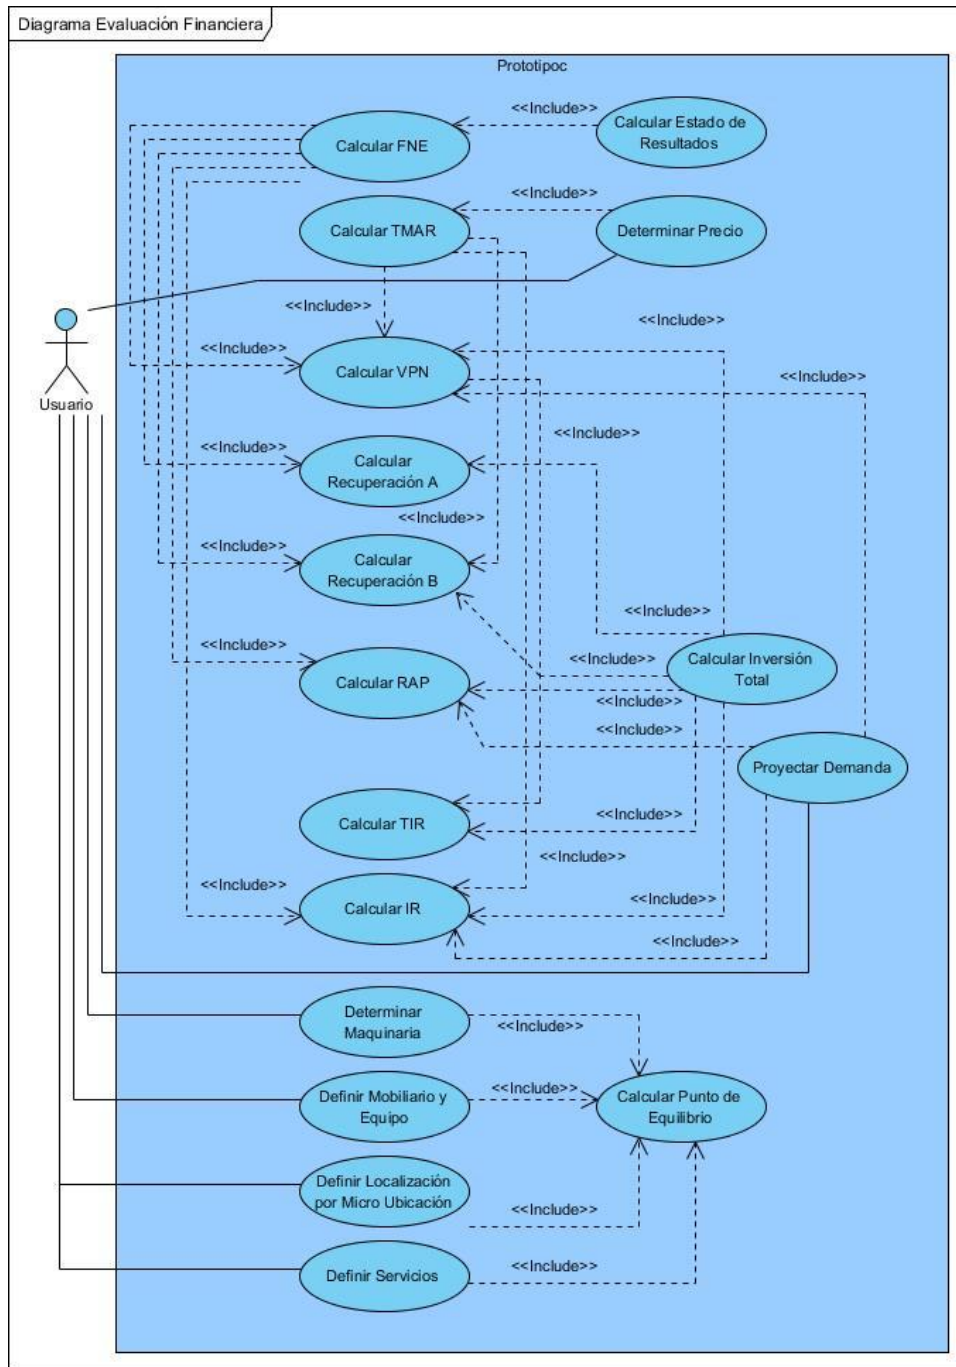 Diagrama Evaluación Financiera
Prototipoc
<<Include>>
Calcular Estado de
Resultados
Calcular FNE
<<Include>>
Calcular TMAR
Determinar Precio
<<Include>>
<<Include>>
<<Include>>
Calcular VPN
<<Include>>
Usuario
<<Include>>
<<Include>>
Calcular
Recuperación A
<<Include>>
<<Include>>
Calcular
Recuperación B
<<Include>>
<<Include>>
Calcular RAP
<<Include>>
Calcular Inversión
Total
<<Include>>
<<Include>>
Proyectar Demanda
Calcular TIR
<<Include>>
<<Include>>
<<Include>>
Calcular IR
<<Include>>
<<Include>>
Determinar
Maquinaria
<<Include>>
Definir Mobiliario y
Equipo
<<Include>>
Calcular Punto de
Equilibrio
Definir Localización
por Micro Ubicación
<<Include>>
Definir Servicios
<<Include>>